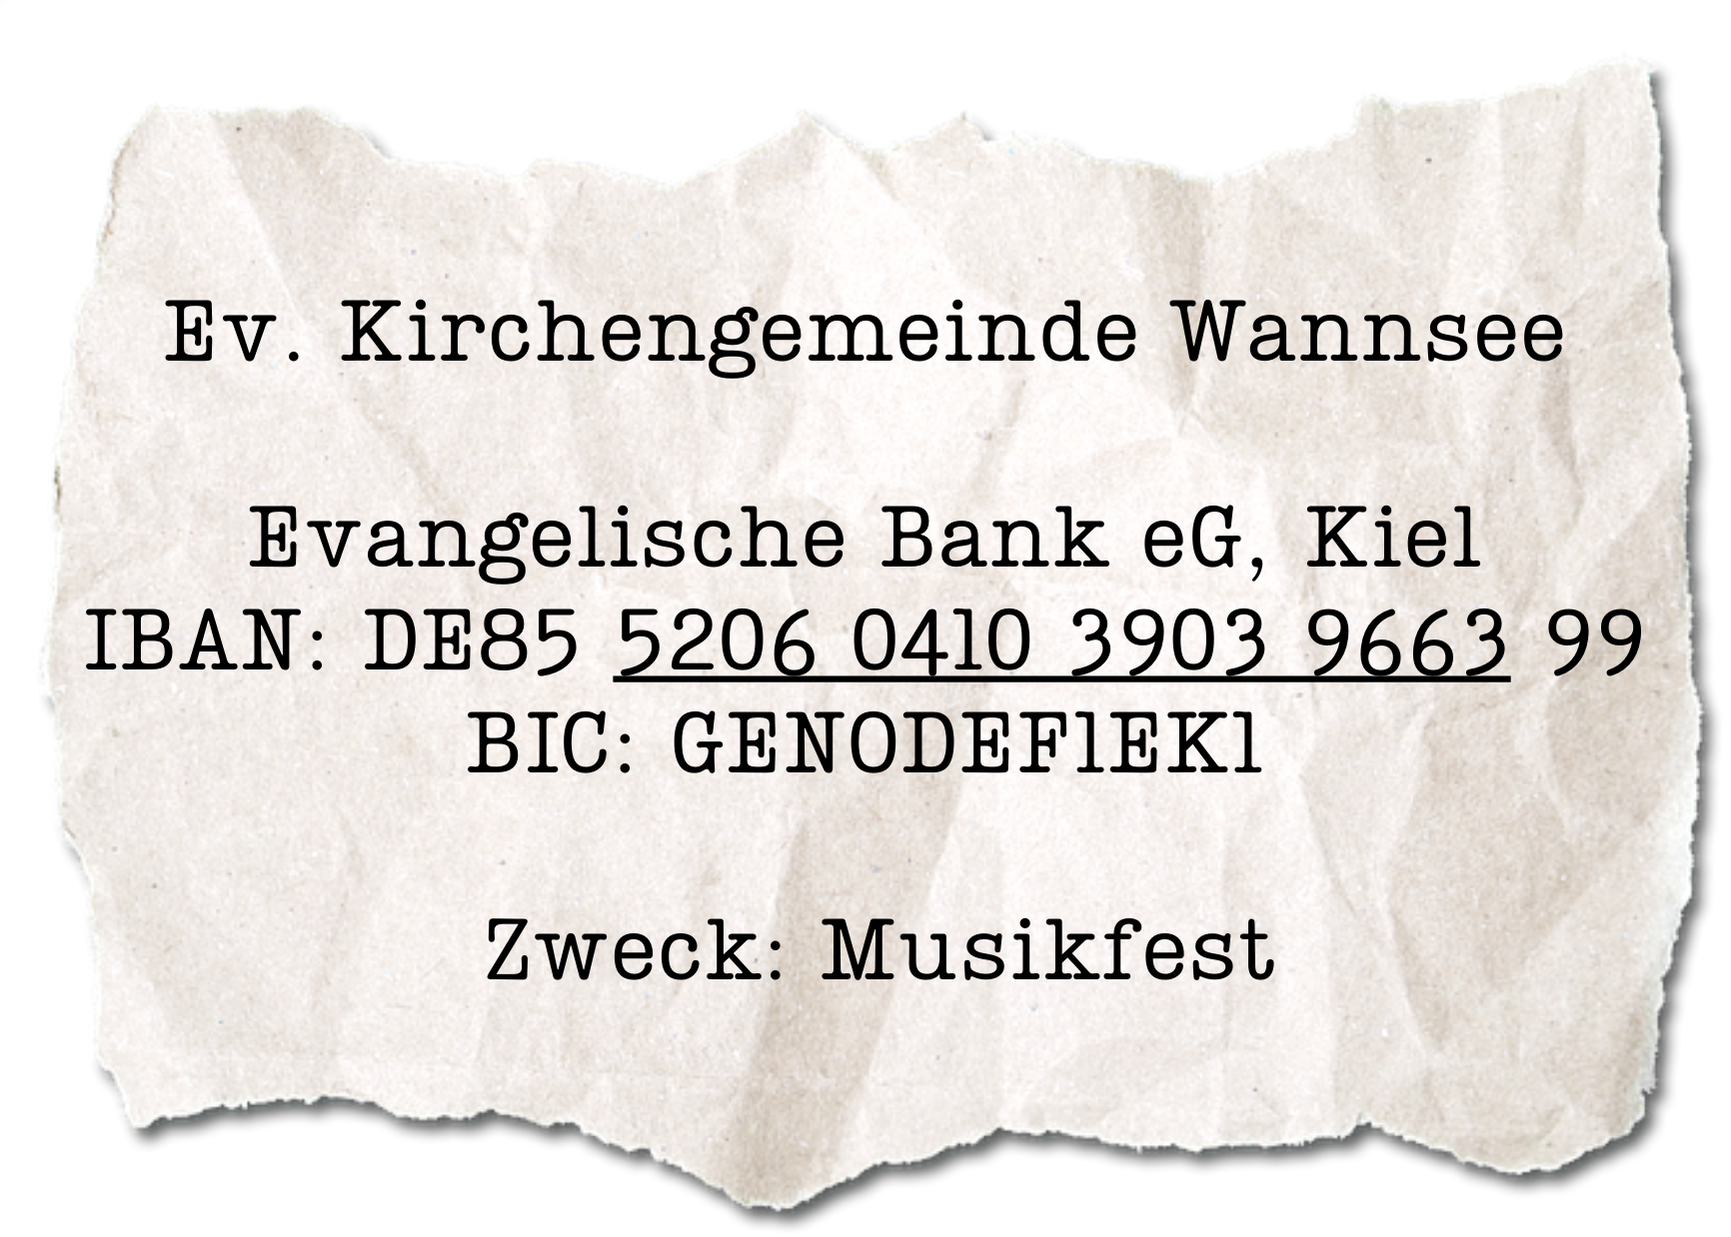 Ev. Kirchengemeinde Wannsee
Evangelische Bank eG, Kiel
IBAN: DE85 5206 0410 3903 9663 99
BIC: GENODEF1EK1
Zweck: Musikfest